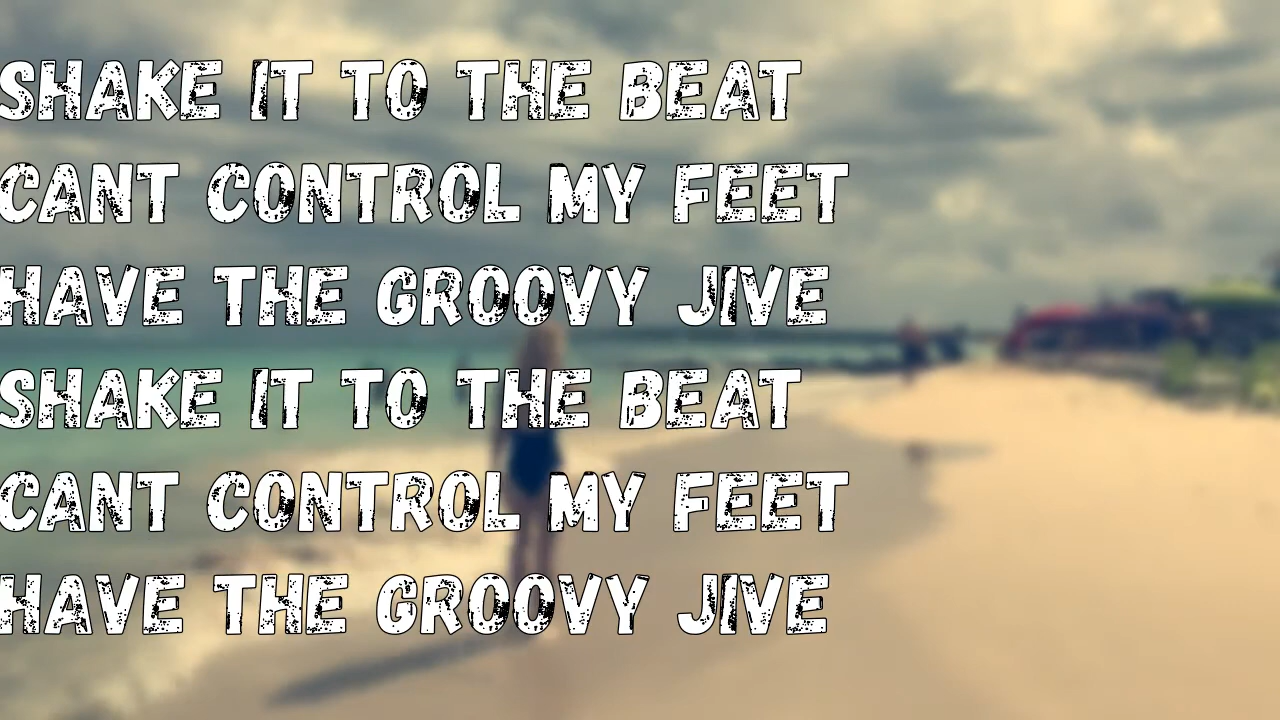 SHAKE IT TO THE BEAT
CANT CONTROL MY FEET
HAVE THE GROOVY JIVE
SHAKE IT TO THE BEAT
CANT CONTROL MY FEET
HAVE THE GROOVY JIVE